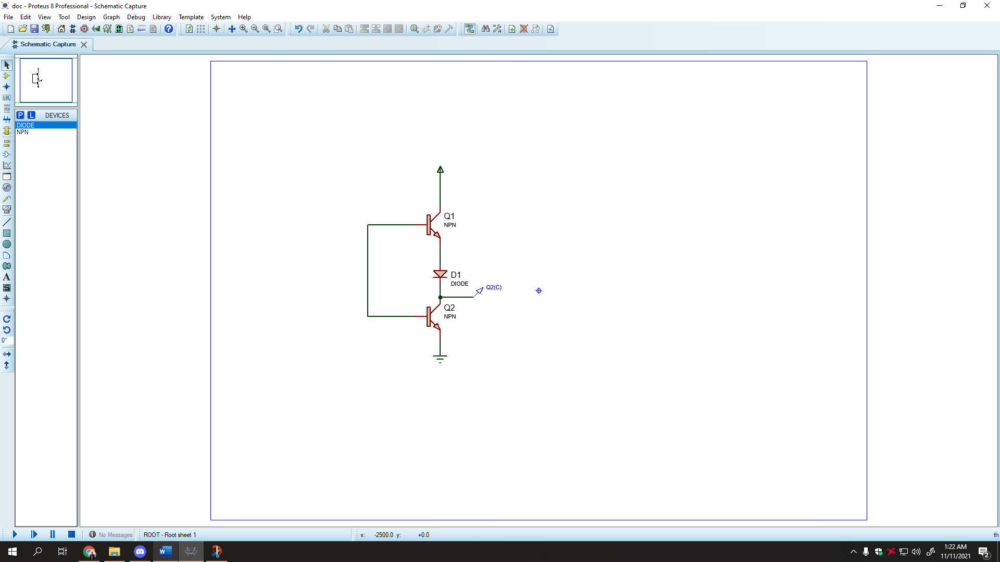 doc - Proteus 8 Professional - Schematic Capture
File Edit View Tool Design Graph Debug Library Template System Help
Schematic Capture
P L DEVICES
DIODE
NPN
LBL
A
S
0°
Q1
NPN
D1
DIODE
Q2(C)
Q2
NPN
No Messages
ROOT - Root sheet 1
x: -2500.0 y: +0.0
th
1:22 AM
11/11/2021
2